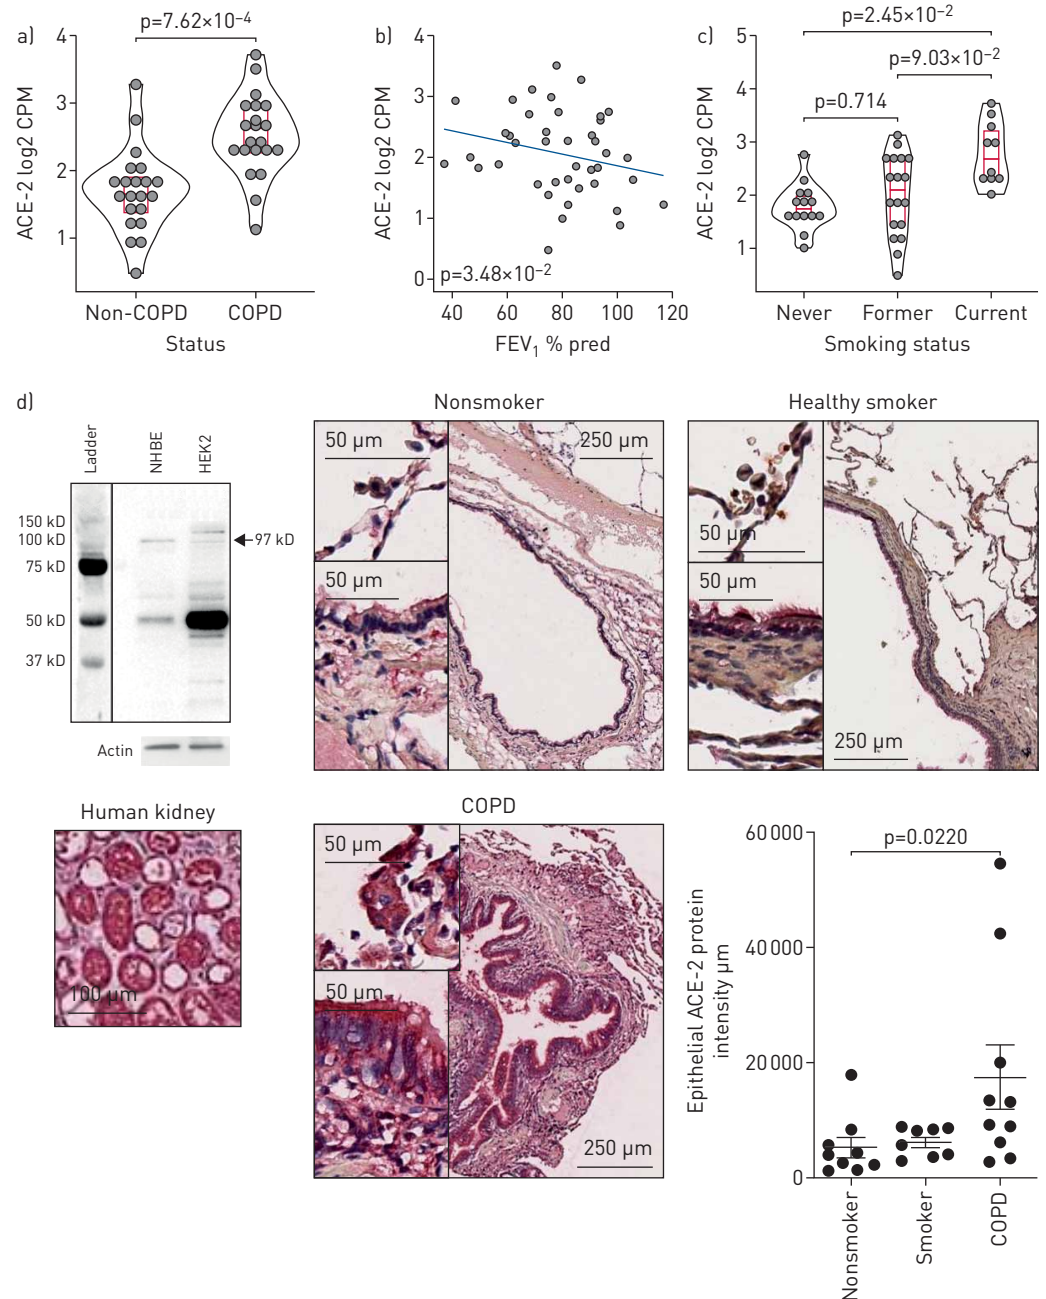 a)
4
3
2
1
ACE-2 log2 CPM
p=7.62×10⁻⁴
Non-COPD
COPD
Status
b)
4
3
2
1
0
ACE-2 log2 CPM
p=3.48×10⁻²
40
60
80
100
120
FEV₁ % pred
c)
5
4
3
2
1
ACE-2 log2 CPM
p=2.45×10⁻²
p=9.03×10⁻²
p=0.714
Never
Former
Current
Smoking status
d)
Ladder
NHBE
HEK2
150 kD
100 kD
75 kD
50 kD
37 kD
97 kD
Actin
Nonsmoker
50 µm
250 µm
50 µm
Healthy smoker
50 µm
50 µm
250 µm
Human kidney
100 µm
COPD
50 µm
50 µm
250 µm
60 000
40 000
20 000
0
Epithelial ACE-2 protein
intensity µm
p=0.0220
Nonsmoker
Smoker
COPD